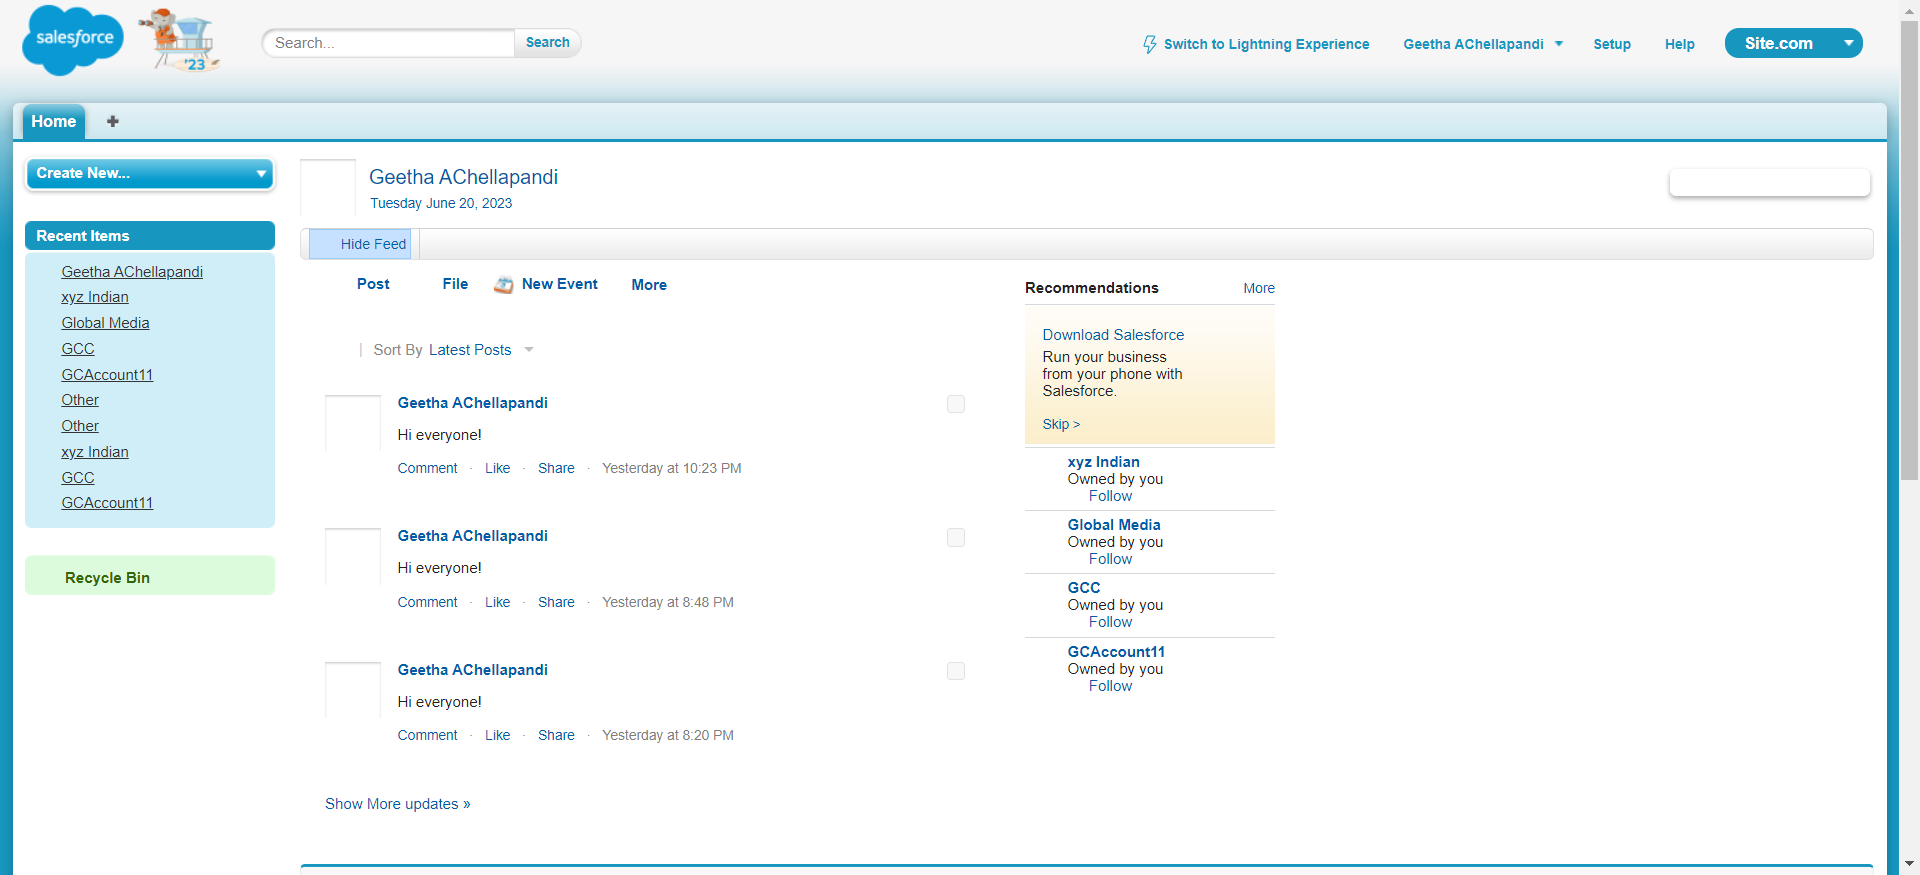 salesforce
'23
Search...
Search
Switch to Lightning Experience
Geetha AChellapandi
Setup
Help
Site.com
Home
Create New...
Recent Items
Geetha AChellapandi
xyz Indian
Global Media
GCC
GCAccount11
Other
Other
xyz Indian
GCC
GCAccount11
Recycle Bin
Geetha AChellapandi
Tuesday June 20, 2023
Hide Feed
Post
File
New Event
More
| Sort By Latest Posts
Geetha AChellapandi
Hi everyone!
Comment · Like · Share · Yesterday at 10:23 PM
Geetha AChellapandi
Hi everyone!
Comment · Like · Share · Yesterday at 8:48 PM
Geetha AChellapandi
Hi everyone!
Comment · Like · Share · Yesterday at 8:20 PM
Show More updates »
Recommendations
More
Download Salesforce
Run your business
from your phone with
Salesforce.
Skip >
xyz Indian
Owned by you
Follow
Global Media
Owned by you
Follow
GCC
Owned by you
Follow
GCAccount11
Owned by you
Follow